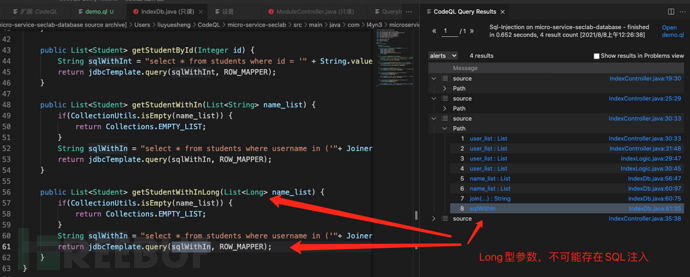 扩展
demo.ql U
IndexDb.java (只读)
设置
ModuleController.java (只读)
CodeQL Query Results
micro-service-seclab-database source archive] > Users > liuyuesheng > CodeQL > micro-service-seclab > src > main > java > com > l4yn3 > microserv
43 public List<Student> getStudentById(Integer id) {
44 String sqlWithInt = "select * from students where id = '" + String.value
45 return jdbcTemplate.query(sqlWithInt, ROW_MAPPER);
46 }
47
48 public List<Student> getStudentWithIn(List<String> name_list) {
49 if(CollectionUtils.isEmpty(name_list)) {
50 return Collections.EMPTY_LIST;
51 }
52 String sqlWithIn = "select * from students where username in ('"+ Joiner
53 return jdbcTemplate.query(sqlWithIn, ROW_MAPPER);
54 }
55
56 public List<Student> getStudentWithInLong(List<Long> name_list) {
57 if(CollectionUtils.isEmpty(name_list)) {
58 return Collections.EMPTY_LIST;
59 }
60 String sqlWithIn = "select * from students where username in ('"+ Joiner
61 return jdbcTemplate.query(sqlWithIn, ROW_MAPPER);
62 }
63 }
Sql-Injection on micro-service-seclab-database - finished in 0.652 seconds, 4 result count [2021/8/8上午12:26:38]
Open demo.ql
1 / 1
alerts
4 results
Show results in Problems view
Message
source IndexController.java:19:30
Path
source IndexController.java:25:29
Path
source IndexController.java:30:33
Path
1 user_list : List IndexController.java:30:33
2 user_list : List IndexController.java:31:48
3 user_list : List IndexLogic.java:29:47
4 user_list : List IndexLogic.java:30:45
5 name_list : List IndexDb.java:56:47
6 name_list : List IndexDb.java:60:97
7 join(...) : String IndexDb.java:60:75
8 sqlWithIn IndexDb.java:61:35
source IndexController.java:35:38
Long型参数，不可能存在SQL注入
REEBUF